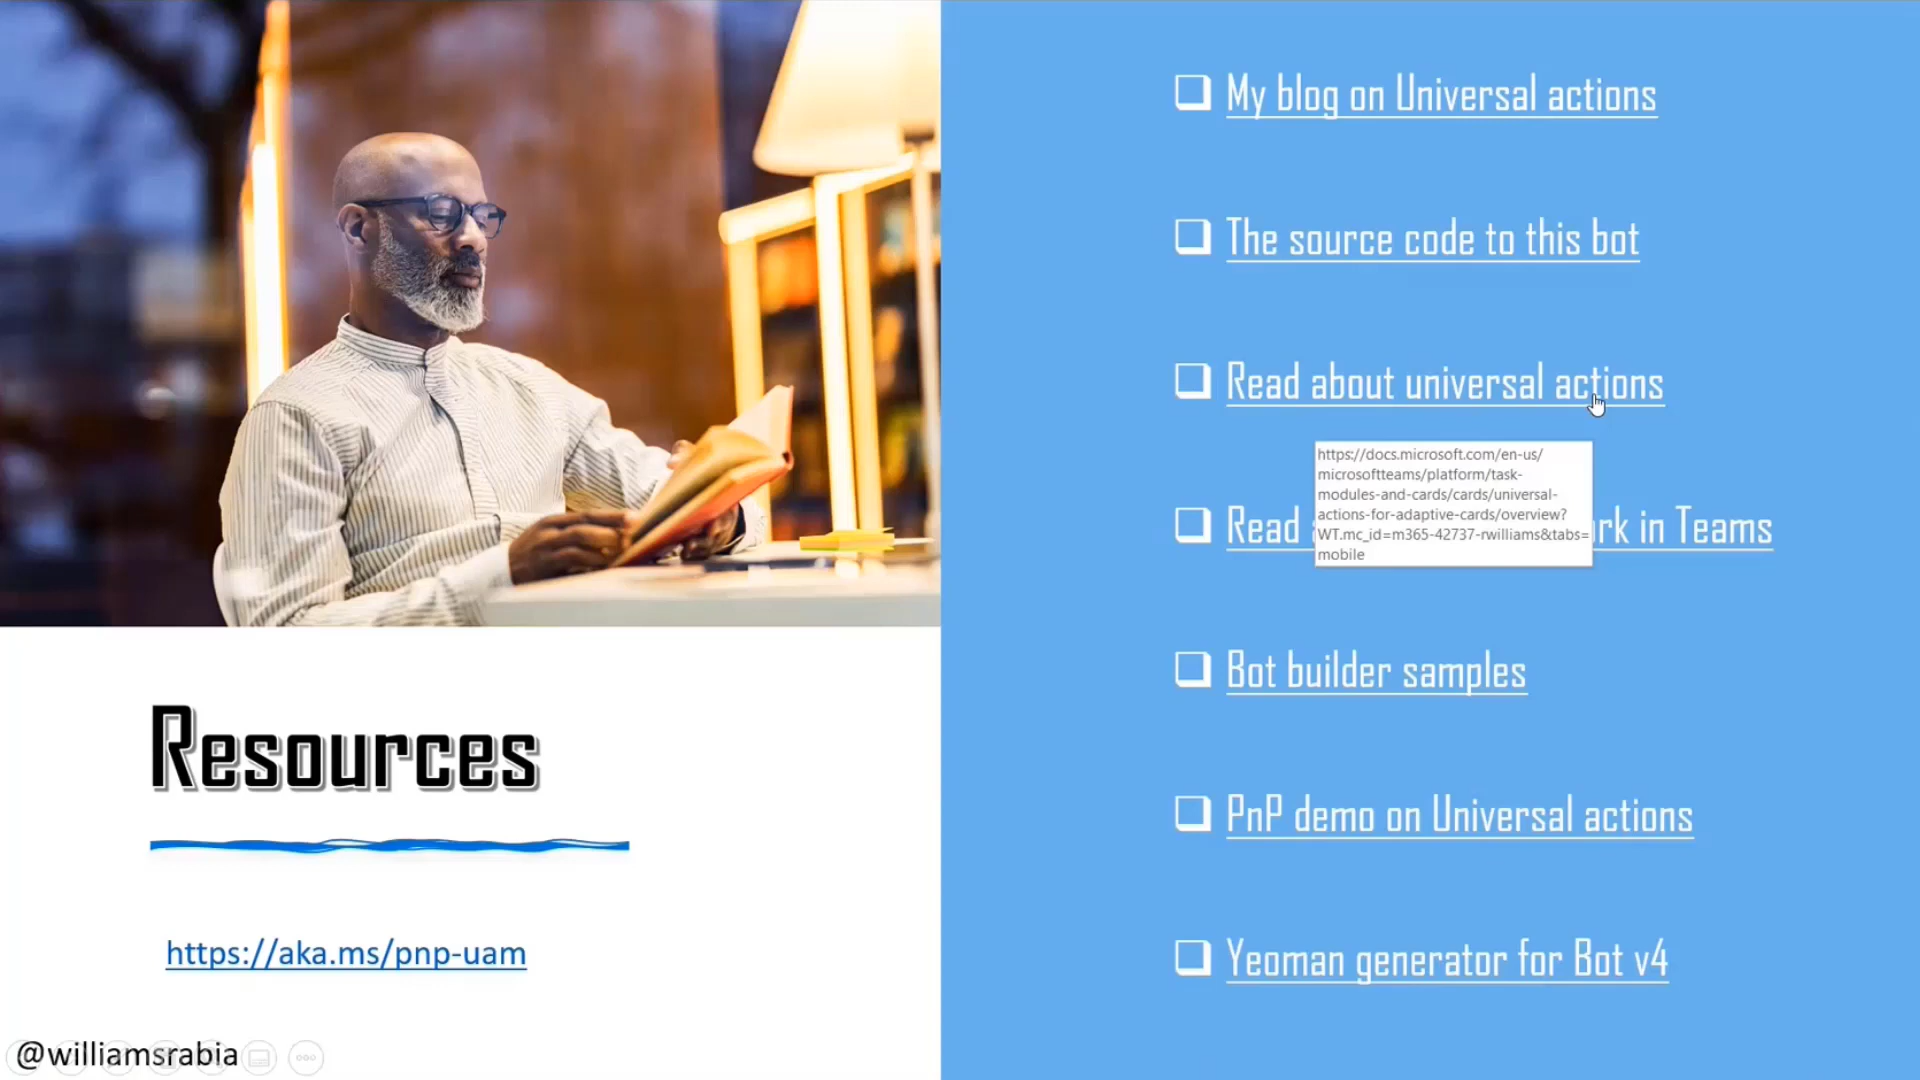 My blog on Universal actions
The source code to this bot
Read about universal actions
https://docs.microsoft.com/en-us/
microsoftteams/platform/task-
modules-and-cards/cards/universal-
actions-for-adaptive-cards/overview?
WT.mc_id=m365-42737-rwilliams&tabs=
mobile
Read rk in Teams
Bot builder samples
PnP demo on Universal actions
Yeoman generator for Bot v4
Resources
https://aka.ms/pnp-uam
@williamsrabia